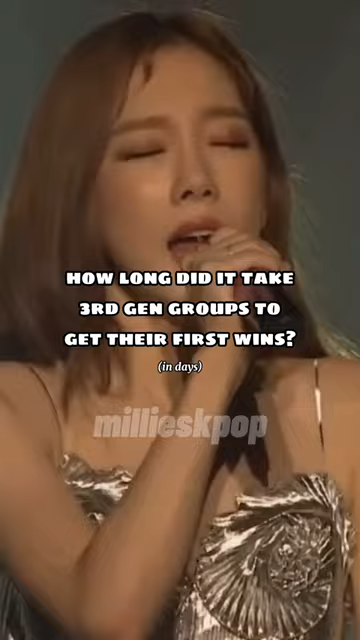 HOW LONG DID IT TAKE
3RD GEN GROUPS TO
GET THEIR FIRST WINS?
(in days)
millieskpop